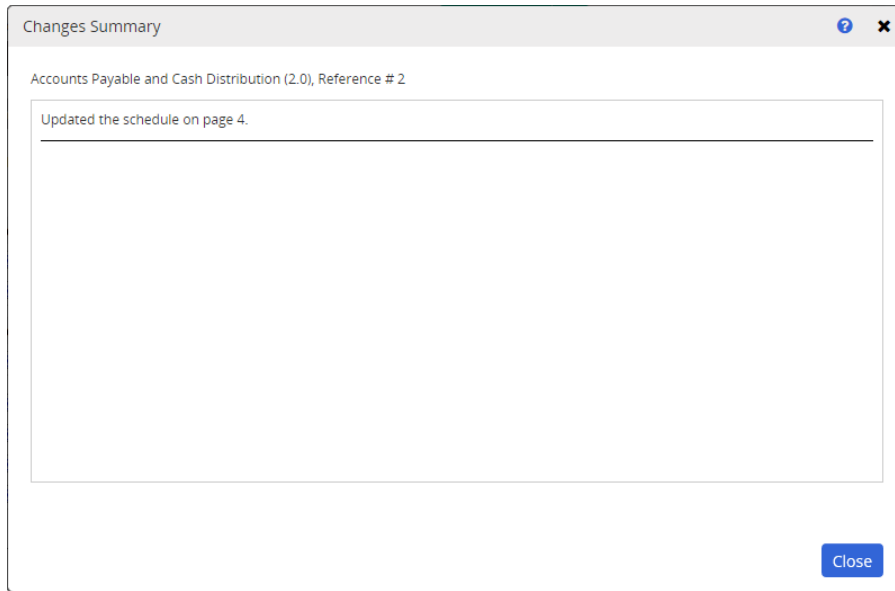 Changes Summary
Accounts Payable and Cash Distribution (2.0), Reference # 2
Updated the schedule on page 4.
Close